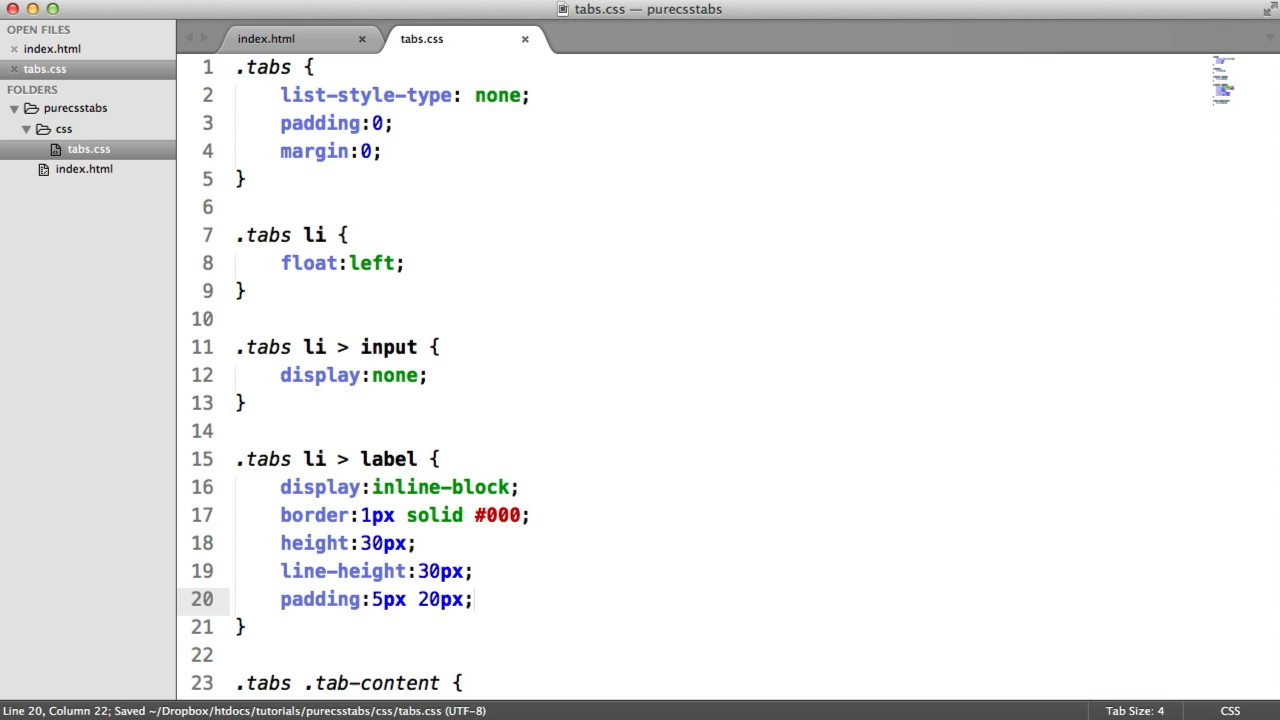 tabs.css — purecsstabs
OPEN FILES
index.html
tabs.css
FOLDERS
purecsstabs
css
tabs.css
index.html
index.html
tabs.css
1 .tabs {
2 list-style-type: none;
3 padding:0;
4 margin:0;
5 }
6
7 .tabs li {
8 float:left;
9 }
10
11 .tabs li > input {
12 display:none;
13 }
14
15 .tabs li > label {
16 display:inline-block;
17 border:1px solid #000;
18 height:30px;
19 line-height:30px;
20 padding:5px 20px;
21 }
22
23 .tabs .tab-content {
Line 20, Column 22; Saved ~/Dropbox/htdocs/tutorials/purecsstabs/css/tabs.css (UTF-8)
Tab Size: 4
CSS